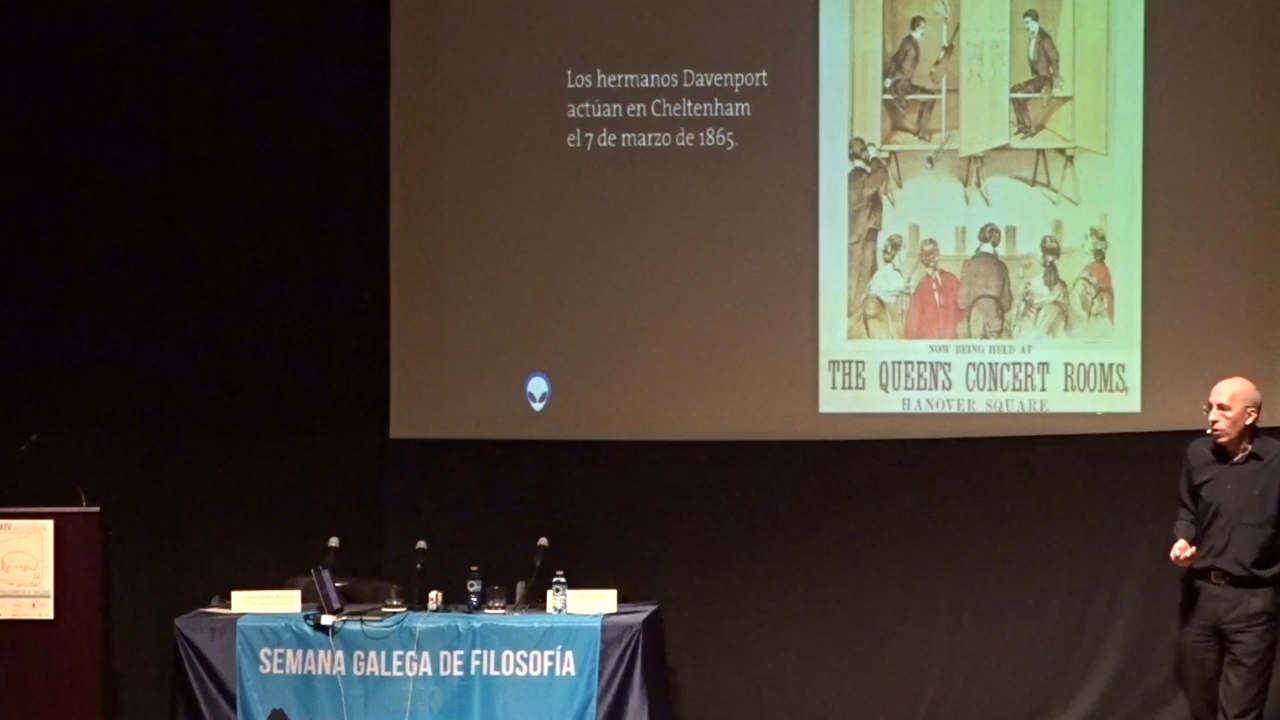 Los hermanos Davenport
actúan en Cheltenham
el 7 de marzo de 1865.
NOW BEING HELD AT
THE QUEEN'S CONCERT ROOMS,
HANOVER SQUARE
SEMANA GALEGA DE FILOSOFÍA